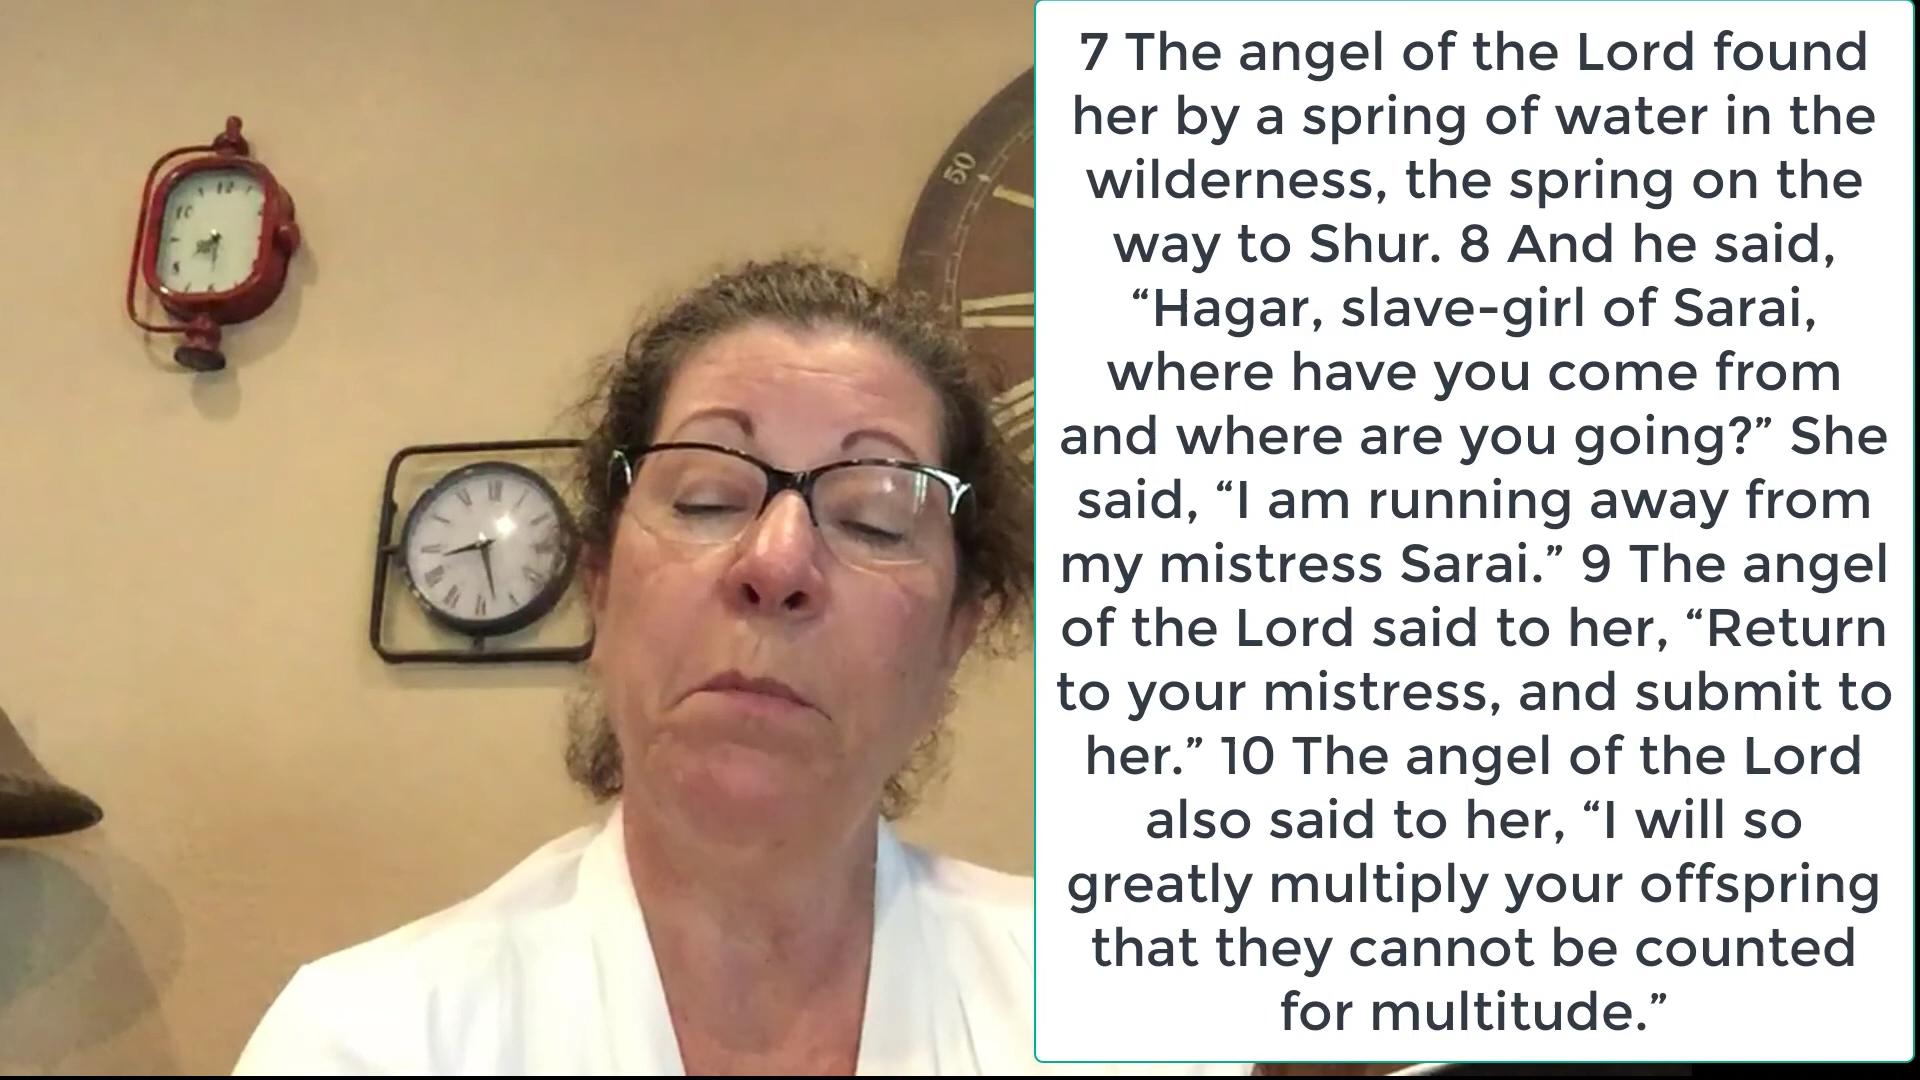 7 The angel of the Lord found
her by a spring of water in the
wilderness, the spring on the
way to Shur. 8 And he said,
“Hagar, slave-girl of Sarai,
where have you come from
and where are you going?” She
said, “I am running away from
my mistress Sarai.” 9 The angel
of the Lord said to her, “Return
to your mistress, and submit to
her.” 10 The angel of the Lord
also said to her, “I will so
greatly multiply your offspring
that they cannot be counted
for multitude.”
50
12
10
8